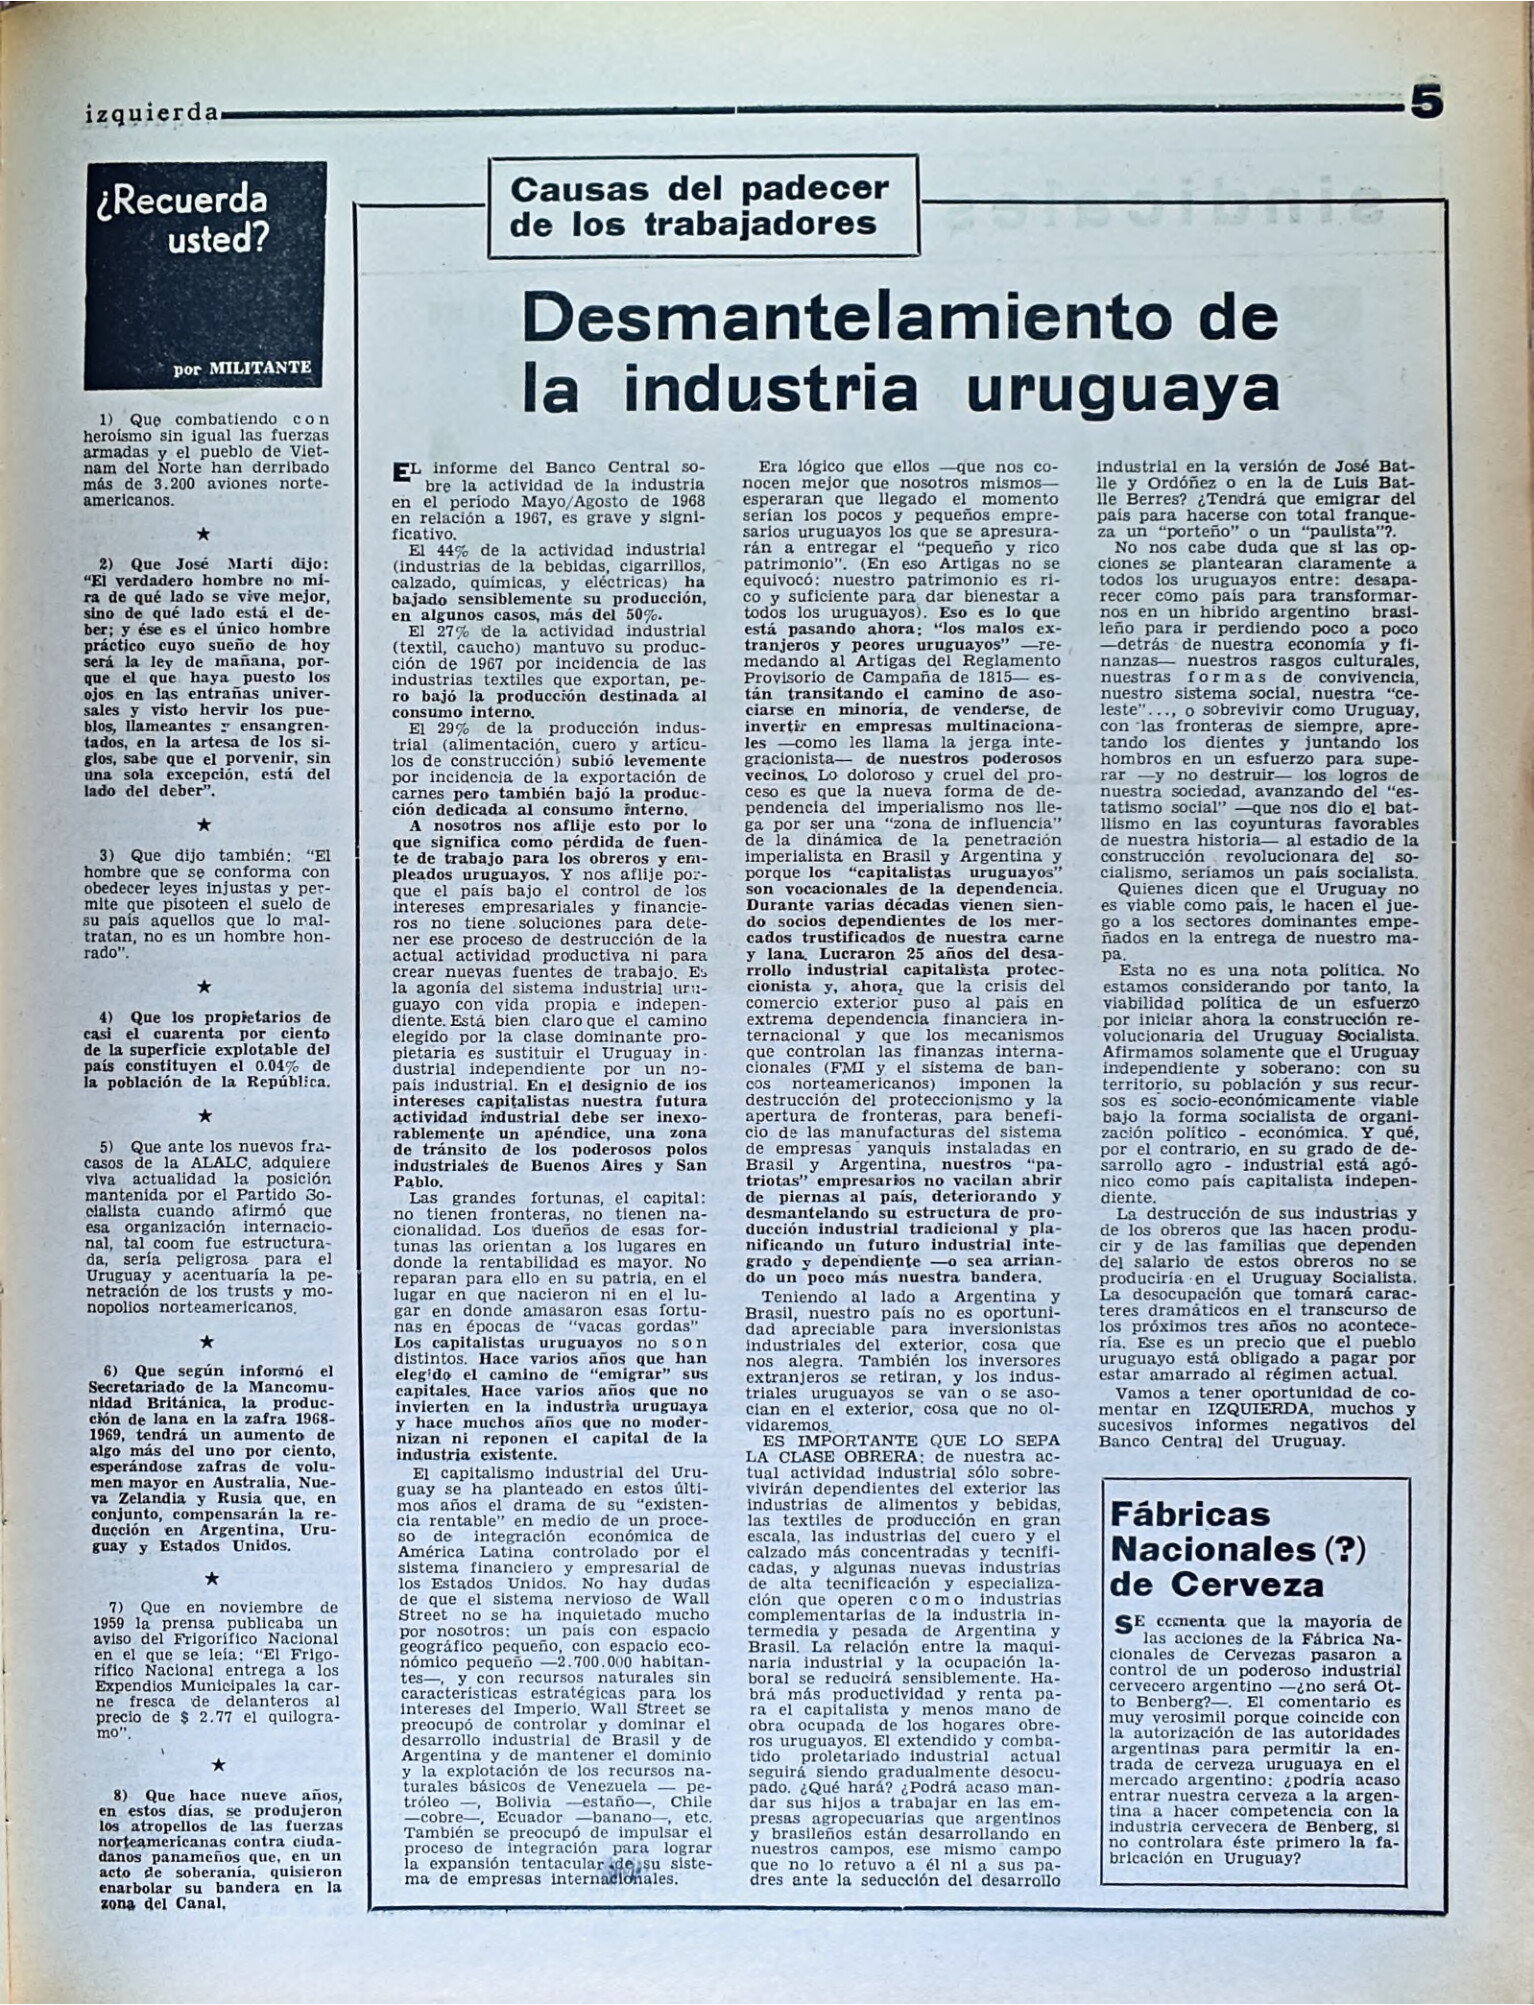 izquierda
5
¿Recuerda
usted?
por MILITANTE
1) Que combatiendo con
heroísmo sin igual las fuerzas
armadas y el pueblo de Viet-
nam del Norte han derribado
más de 3.200 aviones norte-
americanos.
★
2) Que José Martí dijo:
"El verdadero hombre no mi-
ra de qué lado se vive mejor,
sino de qué lado está el de-
ber; y ése es el único hombre
práctico cuyo sueño de hoy
será la ley de mañana, por-
que el que haya puesto los
ojos en las entrañas univer-
sales y visto hervir los pue-
blos, llameantes y ensangren-
tados, en la artesa de los si-
glos, sabe que el porvenir, sin
una sola excepción, está del
lado del deber".
★
3) Que dijo también: "El
hombre que se conforma con
obedecer leyes injustas y per-
mite que pisoteen el suelo de
su país aquellos que lo mal-
tratan, no es un hombre hon-
rado".
★
4) Que los propietarios de
casi el cuarenta por ciento
de la superficie explotable del
país constituyen el 0.04% de
la población de la República.
★
5) Que ante los nuevos fra-
casos de la ALALC, adquiere
viva actualidad la posición
mantenida por el Partido So-
cialista cuando afirmó que
esa organización internacio-
nal, tal coom fue estructura-
da, sería peligrosa para el
Uruguay y acentuaría la pe-
netración de los trusts y mo-
nopolios norteamericanos.
★
6) Que según informó el
Secretariado de la Mancomu-
nidad Británica, la produc-
ción de lana en la zafra 1968-
1969, tendrá un aumento de
algo más del uno por ciento,
esperándose zafras de volu-
men mayor en Australia, Nue-
va Zelandia y Rusia que, en
conjunto, compensarán la re-
ducción en Argentina, Uru-
guay y Estados Unidos.
★
7) Que en noviembre de
1959 la prensa publicaba un
aviso del Frigorífico Nacional
en el que se leía: "El Frigo-
rífico Nacional entrega a los
Expendios Municipales la car-
ne fresca de delanteros al
precio de $ 2.77 el quilogra-
mo".
★
8) Que hace nueve años,
en estos días, se produjeron
los atropellos de las fuerzas
norteamericanas contra ciuda-
danos panameños que, en un
acto de soberanía, quisieron
enarbolar su bandera en la
zona del Canal.
Causas del padecer
de los trabajadores
Desmantelamiento de
la industria uruguaya
EL informe del Banco Central so-
bre la actividad de la industria
en el período Mayo/Agosto de 1968
en relación a 1967, es grave y signi-
ficativo.
El 44% de la actividad industrial
(industrias de la bebidas, cigarrillos,
calzado, químicas, y eléctricas) ha
bajado sensiblemente su producción,
en algunos casos, más del 50%.
El 27% de la actividad industrial
(textil, caucho) mantuvo su produc-
ción de 1967 por incidencia de las
industrias textiles que exportan, pe-
ro bajó la producción destinada al
consumo interno.
El 29% de la producción indus-
trial (alimentación, cuero y artícu-
los de construcción) subió levemente
por incidencia de la exportación de
carnes pero también bajó la produc-
ción dedicada al consumo interno.
A nosotros nos aflije esto por lo
que significa como pérdida de fuen-
te de trabajo para los obreros y em-
pleados uruguayos. Y nos aflije por-
que el país bajo el control de los
intereses empresariales y financie-
ros no tiene soluciones para dete-
ner ese proceso de destrucción de la
actual actividad productiva ni para
crear nuevas fuentes de trabajo. Es
la agonía del sistema industrial uru-
guayo con vida propia e indepen-
diente. Está bien claro que el camino
elegido por la clase dominante pro-
pietaria es sustituir el Uruguay in-
dustrial independiente por un no-
país industrial. En el designio de los
intereses capitalistas nuestra futura
actividad industrial debe ser inexo-
rablemente un apéndice, una zona
de tránsito de los poderosos polos
industriales de Buenos Aires y San
Pablo.
Las grandes fortunas, el capital:
no tienen fronteras, no tienen na-
cionalidad. Los dueños de esas for-
tunas las orientan a los lugares en
donde la rentabilidad es mayor. No
reparan para ello en su patria, en el
lugar en que nacieron ni en el lu-
gar en donde amasaron esas fortu-
nas en épocas de "vacas gordas"
Los capitalistas uruguayos no son
distintos. Hace varios años que han
elegido el camino de "emigrar" sus
capitales. Hace varios años que no
invierten en la industria uruguaya
y hace muchos años que no moder-
nizan ni reponen el capital de la
industria existente.
El capitalismo industrial del Uru-
guay se ha planteado en estos últi-
mos años el drama de su "existen-
cia rentable" en medio de un proce-
so de integración económica de
América Latina controlado por el
sistema financiero y empresarial de
los Estados Unidos. No hay dudas
de que el sistema nervioso de Wall
Street no se ha inquietado mucho
por nosotros: un país con espacio
geográfico pequeño, con espacio eco-
nómico pequeño —2.700.000 habitan-
tes—, y con recursos naturales sin
características estratégicas para los
intereses del Imperio. Wall Street se
preocupó de controlar y dominar el
desarrollo industrial de Brasil y de
Argentina y de mantener el dominio
y la explotación de los recursos na-
turales básicos de Venezuela — pe-
tróleo —, Bolivia —estaño—, Chile
—cobre—, Ecuador —banano—, etc.
También se preocupó de impulsar el
proceso de integración para lograr
la expansión tentacular de su siste-
ma de empresas internacionales.
Era lógico que ellos —que nos co-
nocen mejor que nosotros mismos—
esperaran que llegado el momento
serían los pocos y pequeños empre-
sarios uruguayos los que se apresura-
rán a entregar el "pequeño y rico
patrimonio". (En eso Artigas no se
equivocó: nuestro patrimonio es ri-
co y suficiente para dar bienestar a
todos los uruguayos). Eso es lo que
está pasando ahora: "los malos ex-
tranjeros y peores uruguayos" —re-
medando al Artigas del Reglamento
Provisorio de Campaña de 1815— es-
tán transitando el camino de aso-
ciarse en minoría, de venderse, de
invertir en empresas multinaciona-
les —como les llama la jerga inte-
gracionista— de nuestros poderosos
vecinos. Lo doloroso y cruel del pro-
ceso es que la nueva forma de de-
pendencia del imperialismo nos lle-
ga por ser una "zona de influencia"
de la dinámica de la penetración
imperialista en Brasil y Argentina y
porque los "capitalistas uruguayos"
son vocacionales de la dependencia.
Durante varias décadas vienen sien-
do socios dependientes de los mer-
cados trustificados de nuestra carne
y lana. Lucraron 25 años del desa-
rrollo industrial capitalista protec-
cionista y, ahora, que la crisis del
comercio exterior puso al país en
extrema dependencia financiera in-
ternacional y que los mecanismos
que controlan las finanzas interna-
cionales (FMI y el sistema de ban-
cos norteamericanos) imponen la
destrucción del proteccionismo y la
apertura de fronteras, para benefi-
cio de las manufacturas del sistema
de empresas yanquis instaladas en
Brasil y Argentina, nuestros "pa-
triotas" empresarios no vacilan abrir
de piernas al país, deteriorando y
desmantelando su estructura de pro-
ducción industrial tradicional y pla-
nificando un futuro industrial inte-
grado y dependiente —o sea arrian-
do un poco más nuestra bandera.
Teniendo al lado a Argentina y
Brasil, nuestro país no es oportuni-
dad apreciable para inversionistas
industriales del exterior, cosa que
nos alegra. También los inversores
extranjeros se retiran, y los indus-
triales uruguayos se van o se aso-
cian en el exterior, cosa que no ol-
vidaremos.
ES IMPORTANTE QUE LO SEPA
LA CLASE OBRERA: de nuestra ac-
tual actividad industrial sólo sobre-
vivirán dependientes del exterior las
industrias de alimentos y bebidas,
las textiles de producción en gran
escala, las industrias del cuero y el
calzado más concentradas y tecnifi-
cadas, y algunas nuevas industrias
de alta tecnificación y especializa-
ción que operen como industrias
complementarias de la industria in-
termedia y pesada de Argentina y
Brasil. La relación entre la maqui-
naria industrial y la ocupación la-
boral se reducirá sensiblemente. Ha-
brá más productividad y renta pa-
ra el capitalista y menos mano de
obra ocupada de los hogares obre-
ros uruguayos. El extendido y comba-
tido proletariado industrial actual
seguirá siendo gradualmente desocu-
pado. ¿Qué hará? ¿Podrá acaso man-
dar sus hijos a trabajar en las em-
presas agropecuarias que argentinos
y brasileños están desarrollando en
nuestros campos, ese mismo campo
que no lo retuvo a él ni a sus pa-
dres ante la seducción del desarrollo
industrial en la versión de José Bat-
lle y Ordóñez o en la de Luis Bat-
lle Berres? ¿Tendrá que emigrar del
país para hacerse con total franque-
za un "porteño" o un "paulista"?.
No nos cabe duda que si las op-
ciones se plantearan claramente a
todos los uruguayos entre: desapa-
recer como país para transformar-
nos en un híbrido argentino brasi-
leño para ir perdiendo poco a poco
—detrás de nuestra economía y fi-
nanzas— nuestros rasgos culturales,
nuestras formas de convivencia,
nuestro sistema social, nuestra "ce-
leste"..., o sobrevivir como Uruguay,
con las fronteras de siempre, apre-
tando los dientes y juntando los
hombres en un esfuerzo para supe-
rar —y no destruir— los logros de
nuestra sociedad, avanzando del "es-
tatismo social" —que nos dio el bat-
llismo en las coyunturas favorables
de nuestra historia— al estadio de la
construcción revolucionara del so-
cialismo, seríamos un país socialista.
Quienes dicen que el Uruguay no
es viable como país, le hacen el jue-
go a los sectores dominantes empe-
ñados en la entrega de nuestro ma-
pa.
Esta no es una nota política. No
estamos considerando por tanto, la
viabilidad política de un esfuerzo
por iniciar ahora la construcción re-
volucionaria del Uruguay Socialista.
Afirmamos solamente que el Uruguay
independiente y soberano: con su
territorio, su población y sus recur-
sos es socio-económicamente viable
bajo la forma socialista de organi-
zación político - económica. Y qué,
por el contrario, en su grado de de-
sarrollo agro - industrial está agó-
nico como país capitalista indepen-
diente.
La destrucción de sus industrias y
de los obreros que las hacen produ-
cir y de las familias que dependen
del salario de estos obreros no se
produciría en el Uruguay Socialista.
La desocupación que tomará carac-
teres dramáticos en el transcurso de
los próximos tres años no acontece-
ría. Ese es un precio que el pueblo
uruguayo está obligado a pagar por
estar amarrado al régimen actual.
Vamos a tener oportunidad de co-
mentar en IZQUIERDA, muchos y
sucesivos informes negativos del
Banco Central del Uruguay.
Fábricas
Nacionales (?)
de Cerveza
SE comenta que la mayoría de
las acciones de la Fábrica Na-
cionales de Cervezas pasaron a
control de un poderoso industrial
cervecero argentino —¿no será Ot-
to Benberg?—. El comentario es
muy verosímil porque coincide con
la autorización de las autoridades
argentinas para permitir la en-
trada de cerveza uruguaya en el
mercado argentino: ¿podría acaso
entrar nuestra cerveza a la argen-
tina a hacer competencia con la
industria cervecera de Benberg, si
no controlara éste primero la fa-
bricación en Uruguay?